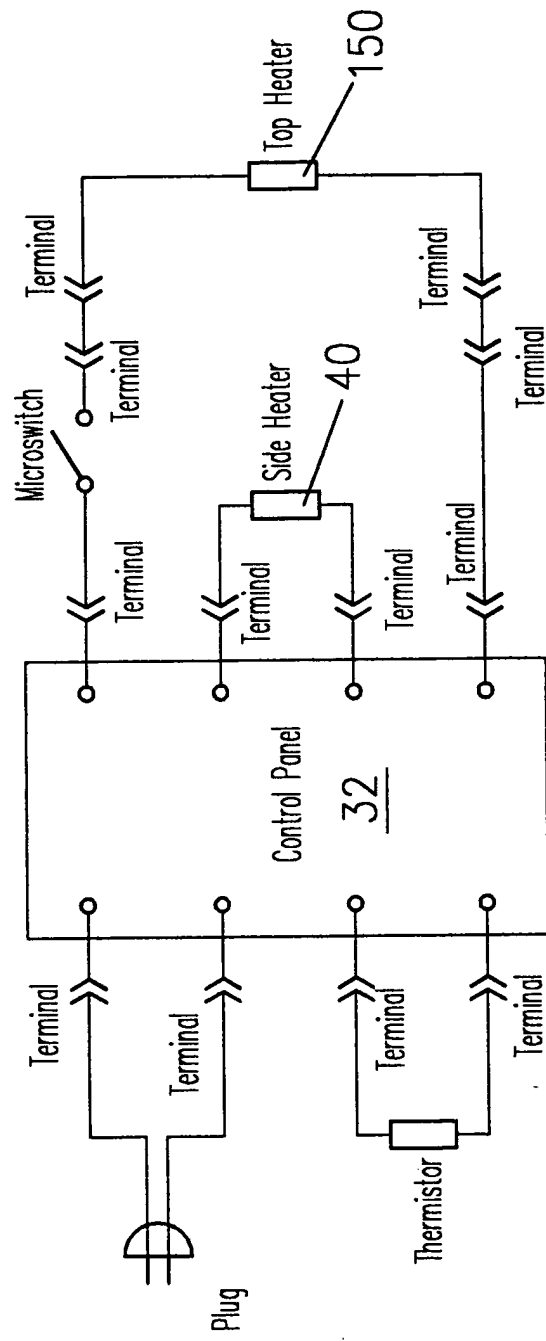 Microswitch
Terminal
Terminal
Terminal
Terminal
Terminal
Plug
Terminal
Control Panel
Side Heater
Top Heater
40
32
150
Terminal
Terminal
Thermistor
Terminal
Terminal
Terminal
Terminal